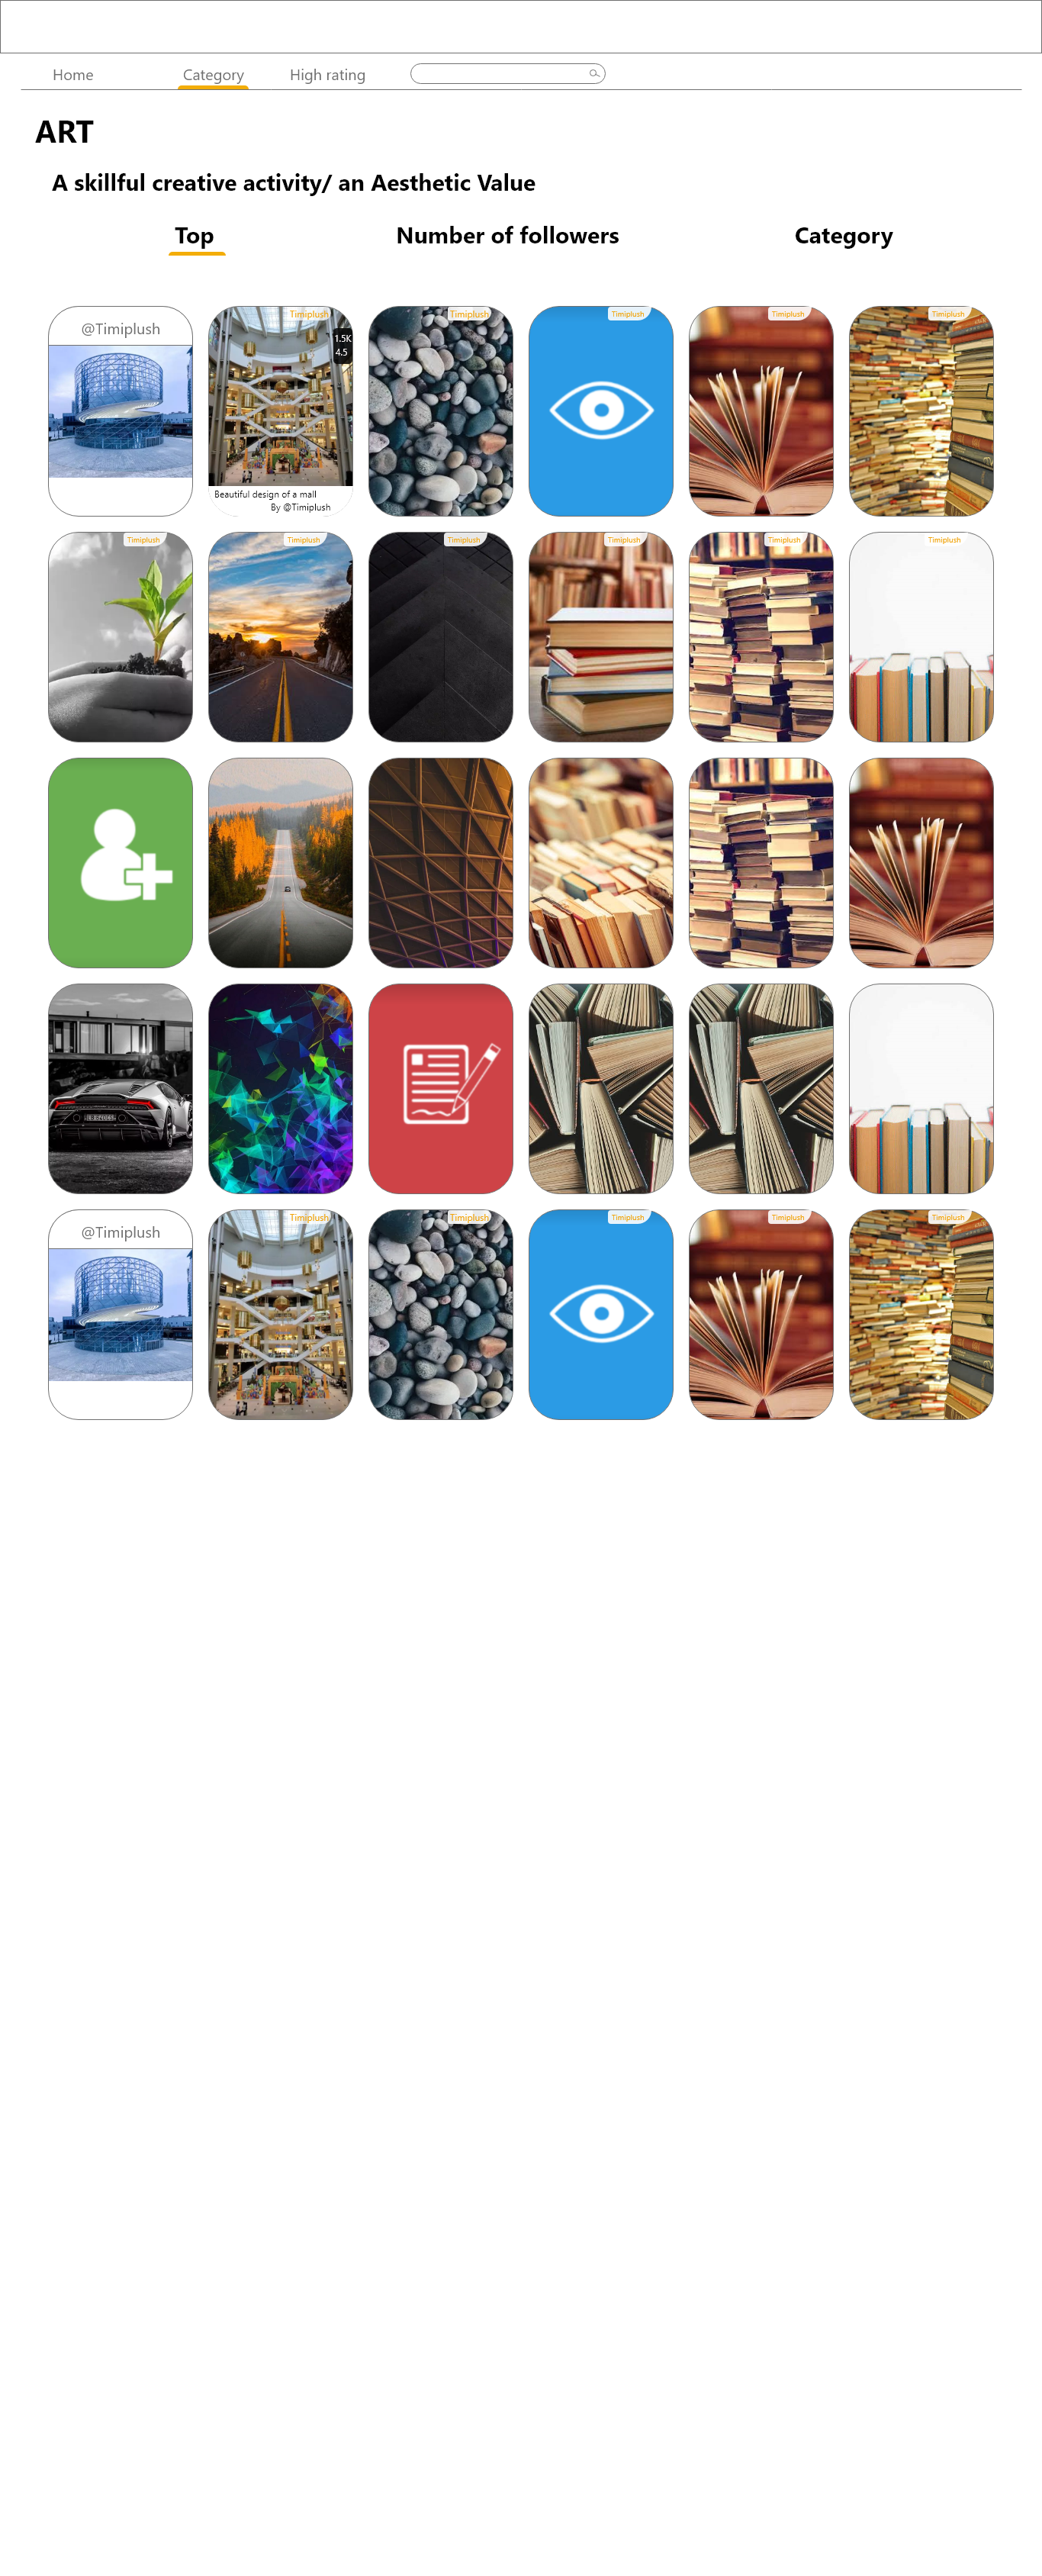 Home
Category
High rating
ART
A skillful creative activity/ an Aesthetic Value
Top
Number of followers
Category
@Timiplush
Timiplush
1.5K
4.5
Beautiful design of a mall
By @Timiplush
Timiplush
Timiplush
Timiplush
Timiplush
Timiplush
Timiplush
Timiplush
Timiplush
Timiplush
Timiplush
@Timiplush
Timiplush
Timiplush
Timiplush
Timiplush
Timiplush